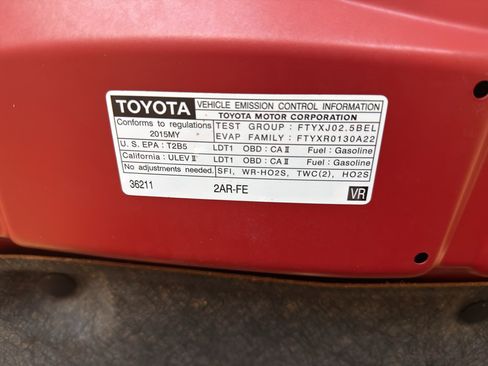 TOYOTA VEHICLE EMISSION CONTROL INFORMATION
TOYOTA MOTOR CORPORATION
Conforms to regulations TEST GROUP : FTYXJ02.5BEL
2015MY EVAP FAMILY : FTYXR0130A22
U. S. EPA : T2B5 LDT1 OBD : CA II Fuel : Gasoline
California : ULEV II LDT1 OBD : CA II Fuel : Gasoline
No adjustments needed. SFI, WR-HO2S, TWC(2), HO2S
36211 2AR-FE VR